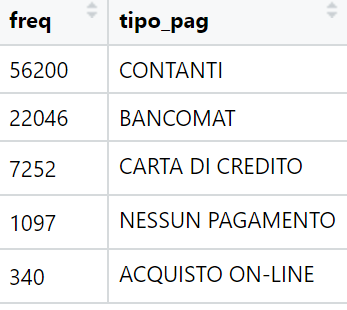 freq tipo_pag
56200 CONTANTI
22046 BANCOMAT
7252 CARTA DI CREDITO
1097 NESSUN PAGAMENTO
340 ACQUISTO ON-LINE